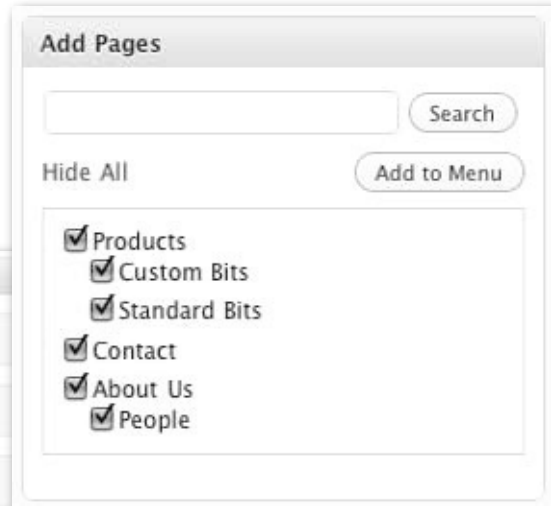 Add Pages
Search
Hide All
Add to Menu
Products
Custom Bits
Standard Bits
Contact
About Us
People